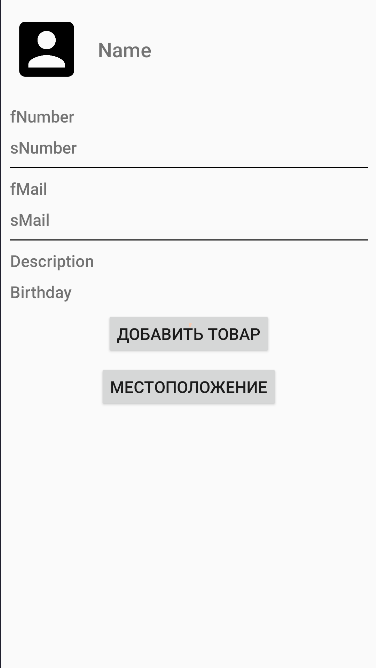 Name
fNumber
sNumber
fMail
sMail
Description
Birthday
ДОБАВИТЬ ТОВАР
МЕСТОПОЛОЖЕНИЕ